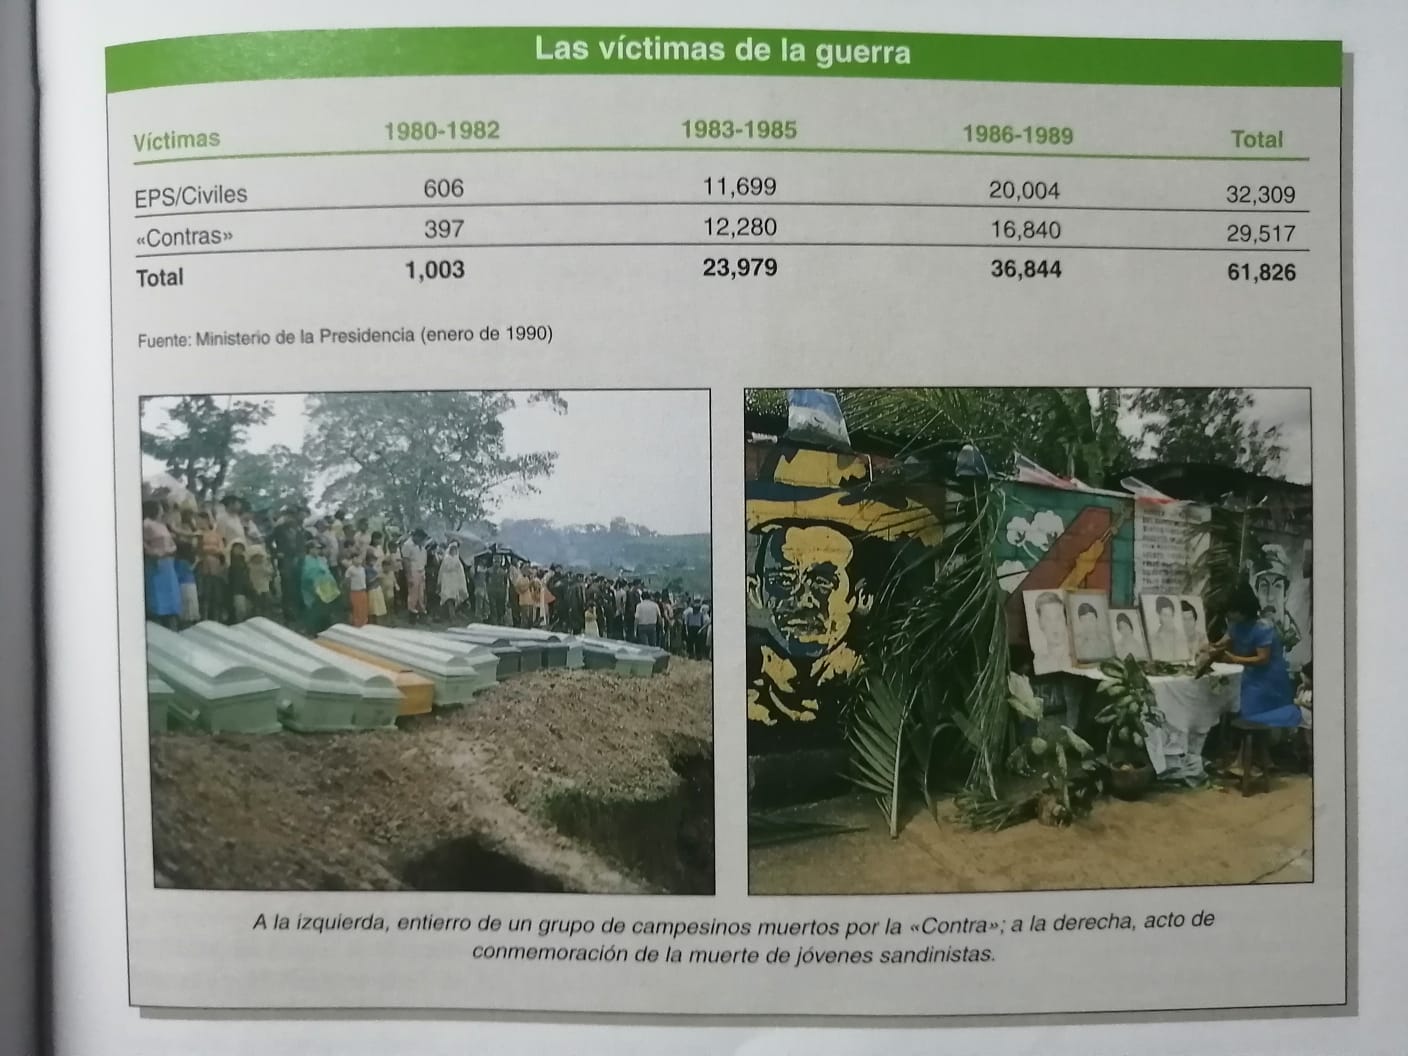 Las víctimas de la guerra
Víctimas 1980-1982 1983-1985 1986-1989 Total
EPS/Civiles 606 11,699 20,004 32,309
«Contras» 397 12,280 16,840 29,517
Total 1,003 23,979 36,844 61,826
Fuente: Ministerio de la Presidencia (enero de 1990)
A la izquierda, entierro de un grupo de campesinos muertos por la «Contra»; a la derecha, acto de
conmemoración de la muerte de jóvenes sandinistas.